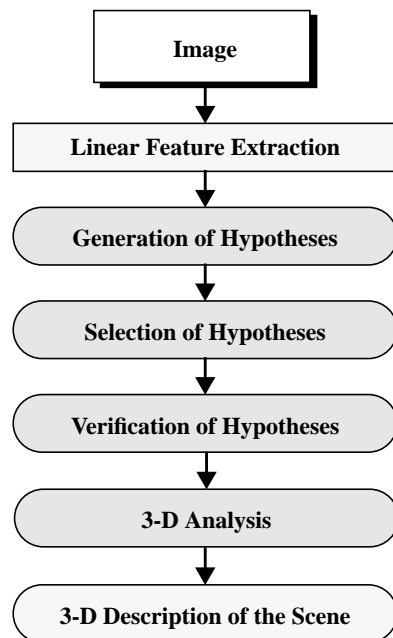 Image
Linear Feature Extraction
Generation of Hypotheses
Selection of Hypotheses
Verification of Hypotheses
3-D Analysis
3-D Description of the Scene